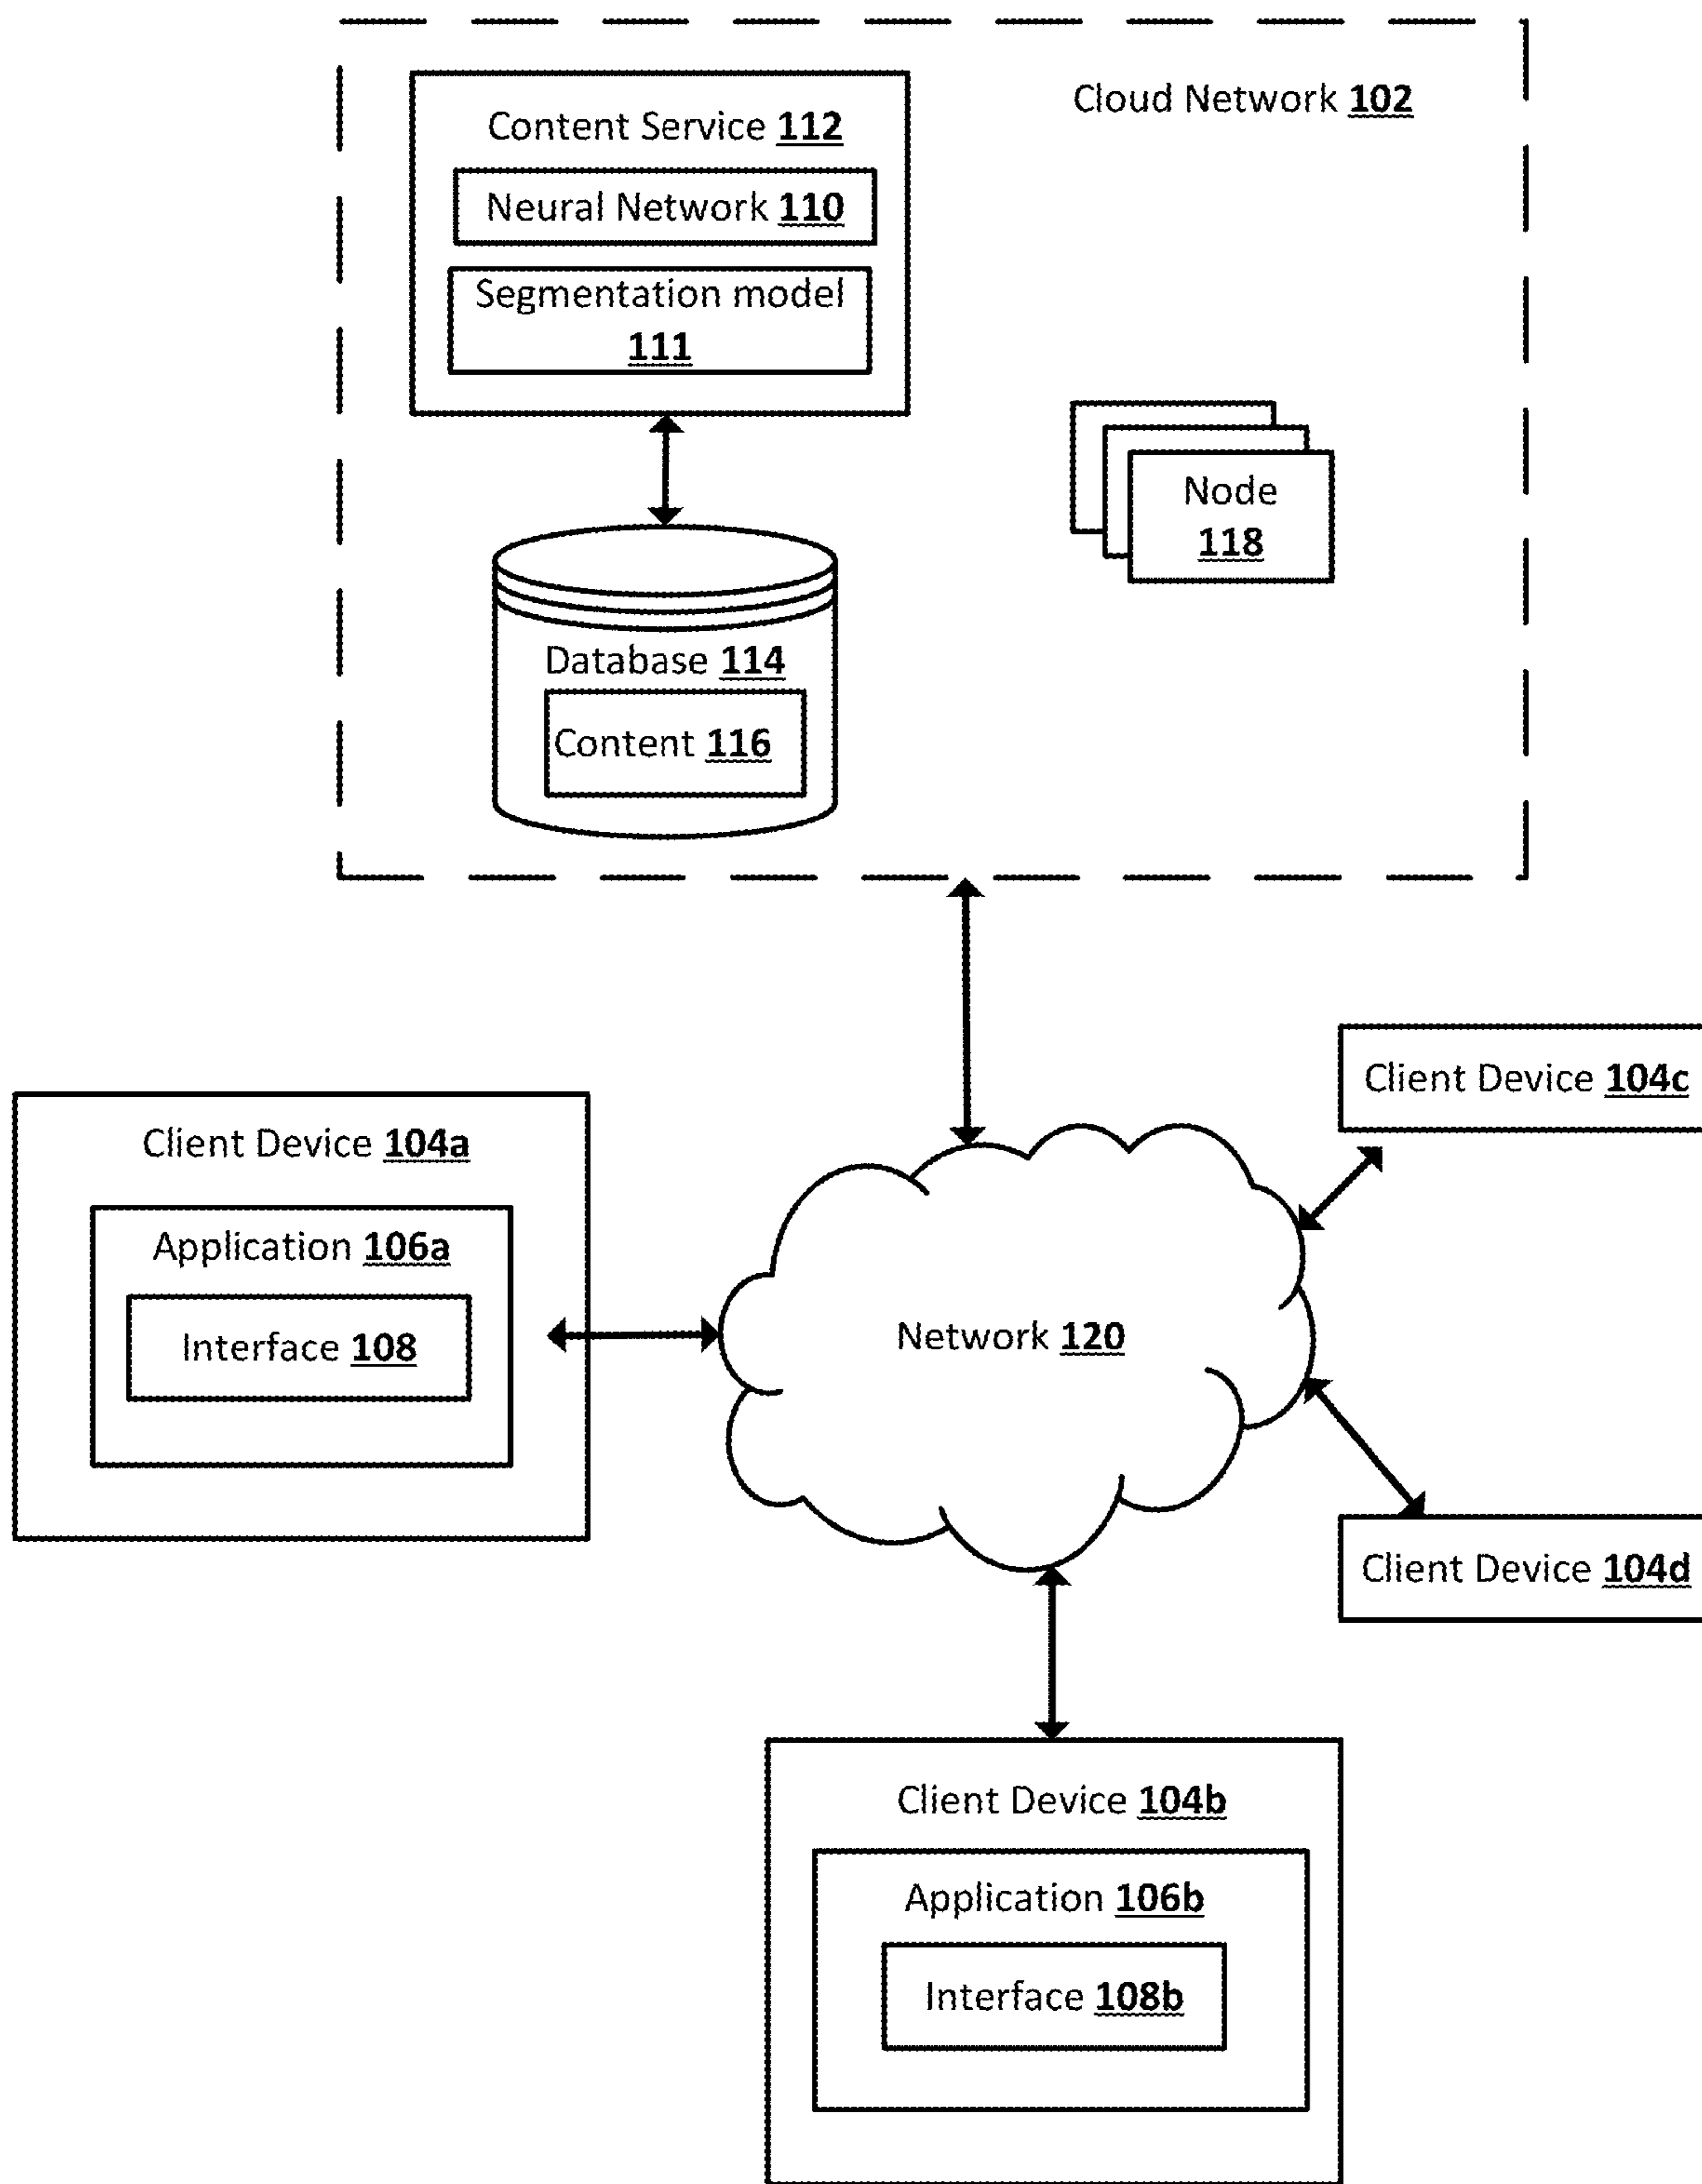 Cloud Network 102
Content Service 112
Neural Network 110
Segmentation model
111
Node
118
Database 114
Content 116
Client Device 104c
Client Device 104a
Application 106a
Interface 108
Network 120
Client Device 104d
Client Device 104b
Application 106b
Interface 108b